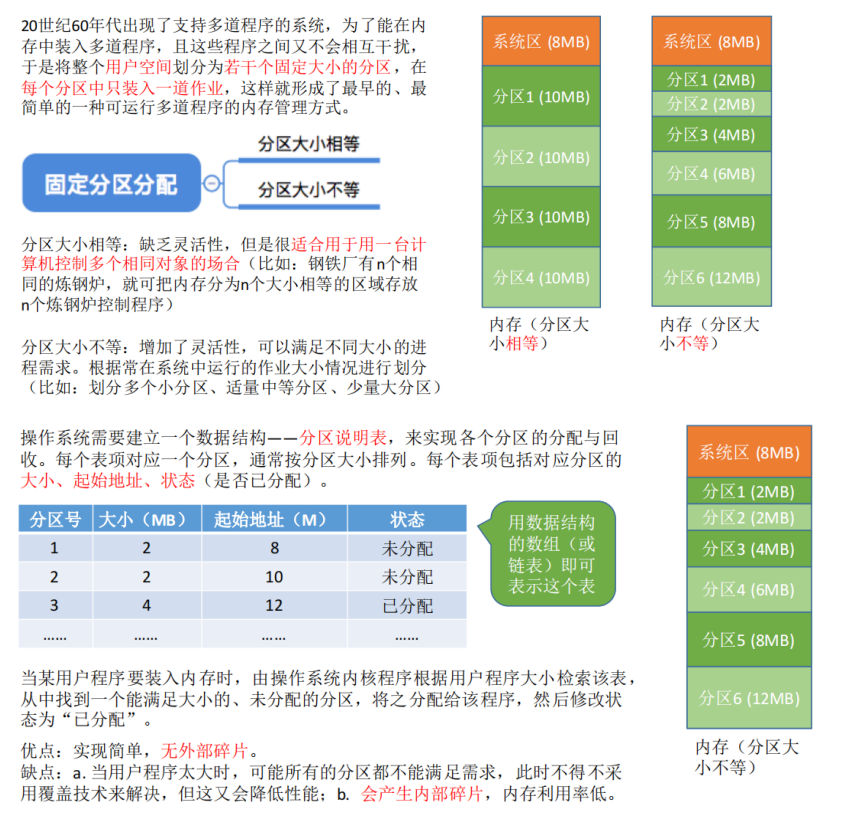 20世纪60年代出现了支持多道程序的系统，为了能在内
存中装入多道程序，且这些程序之间又不会相互干扰，
于是将整个用户空间划分为若干个固定大小的分区，在
每个分区中只装入一道作业，这样就形成了最早的、最
简单的一种可运行多道程序的内存管理方式。
固定分区分配
分区大小相等
分区大小不等
分区大小相等：缺乏灵活性，但是很适合用于用一台计
算机控制多个相同对象的场合（比如：钢铁厂有n个相
同的炼钢炉，就可把内存分为n个大小相等的区域存放
n个炼钢炉控制程序）
分区大小不等：增加了灵活性，可以满足不同大小的进
程需求。根据常在系统中运行的作业大小情况进行划分
（比如：划分多个小分区、适量中等分区、少量大分区）
系统区 (8MB)
分区1 (10MB)
分区2 (10MB)
分区3 (10MB)
分区4 (10MB)
内存（分区大
小相等）
系统区 (8MB)
分区1 (2MB)
分区2 (2MB)
分区3 (4MB)
分区4 (6MB)
分区5 (8MB)
分区6 (12MB)
内存（分区大
小不等）
操作系统需要建立一个数据结构——分区说明表，来实现各个分区的分配与回
收。每个表项对应一个分区，通常按分区大小排列。每个表项包括对应分区的
大小、起始地址、状态（是否已分配）。
分区号 大小（MB） 起始地址（M） 状态
1 2 8 未分配
2 2 10 未分配
3 4 12 已分配
…… …… …… ……
用数据结构
的数组（或
链表）即可
表示这个表
当某用户程序要装入内存时，由操作系统内核程序根据用户程序大小检索该表，
从中找到一个能满足大小的、未分配的分区，将之分配给该程序，然后修改状
态为“已分配”。
优点：实现简单，无外部碎片。
缺点：a. 当用户程序太大时，可能所有的分区都不能满足需求，此时不得不采
用覆盖技术来解决，但这又会降低性能；b. 会产生内部碎片，内存利用率低。
系统区 (8MB)
分区1 (2MB)
分区2 (2MB)
分区3 (4MB)
分区4 (6MB)
分区5 (8MB)
分区6 (12MB)
内存（分区大
小不等）